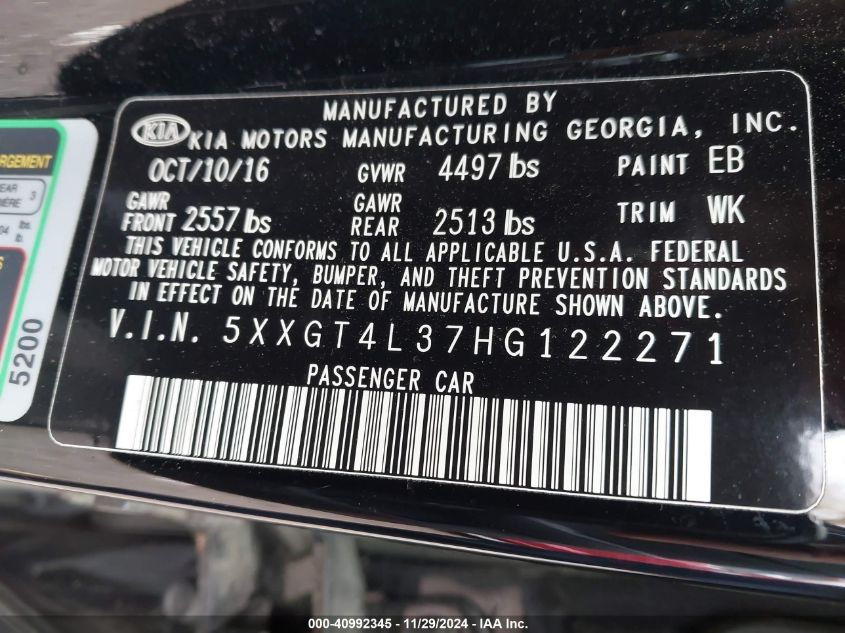 MANUFACTURED BY
KIA KIA MOTORS MANUFACTURING GEORGIA, INC.
OCT/10/16 GVWR 4497 lbs PAINT EB
GAWR FRONT 2557 lbs GAWR REAR 2513 lbs TRIM WK
THIS VEHICLE CONFORMS TO ALL APPLICABLE U.S.A. FEDERAL
MOTOR VEHICLE SAFETY, BUMPER, AND THEFT PREVENTION STANDARDS
IN EFFECT ON THE DATE OF MANUFACTURE SHOWN ABOVE.
V.I.N. 5XXGT4L37HG122271
PASSENGER CAR
3
lbs.
5200
000-40992345 - 11/29/2024 - IAA Inc.